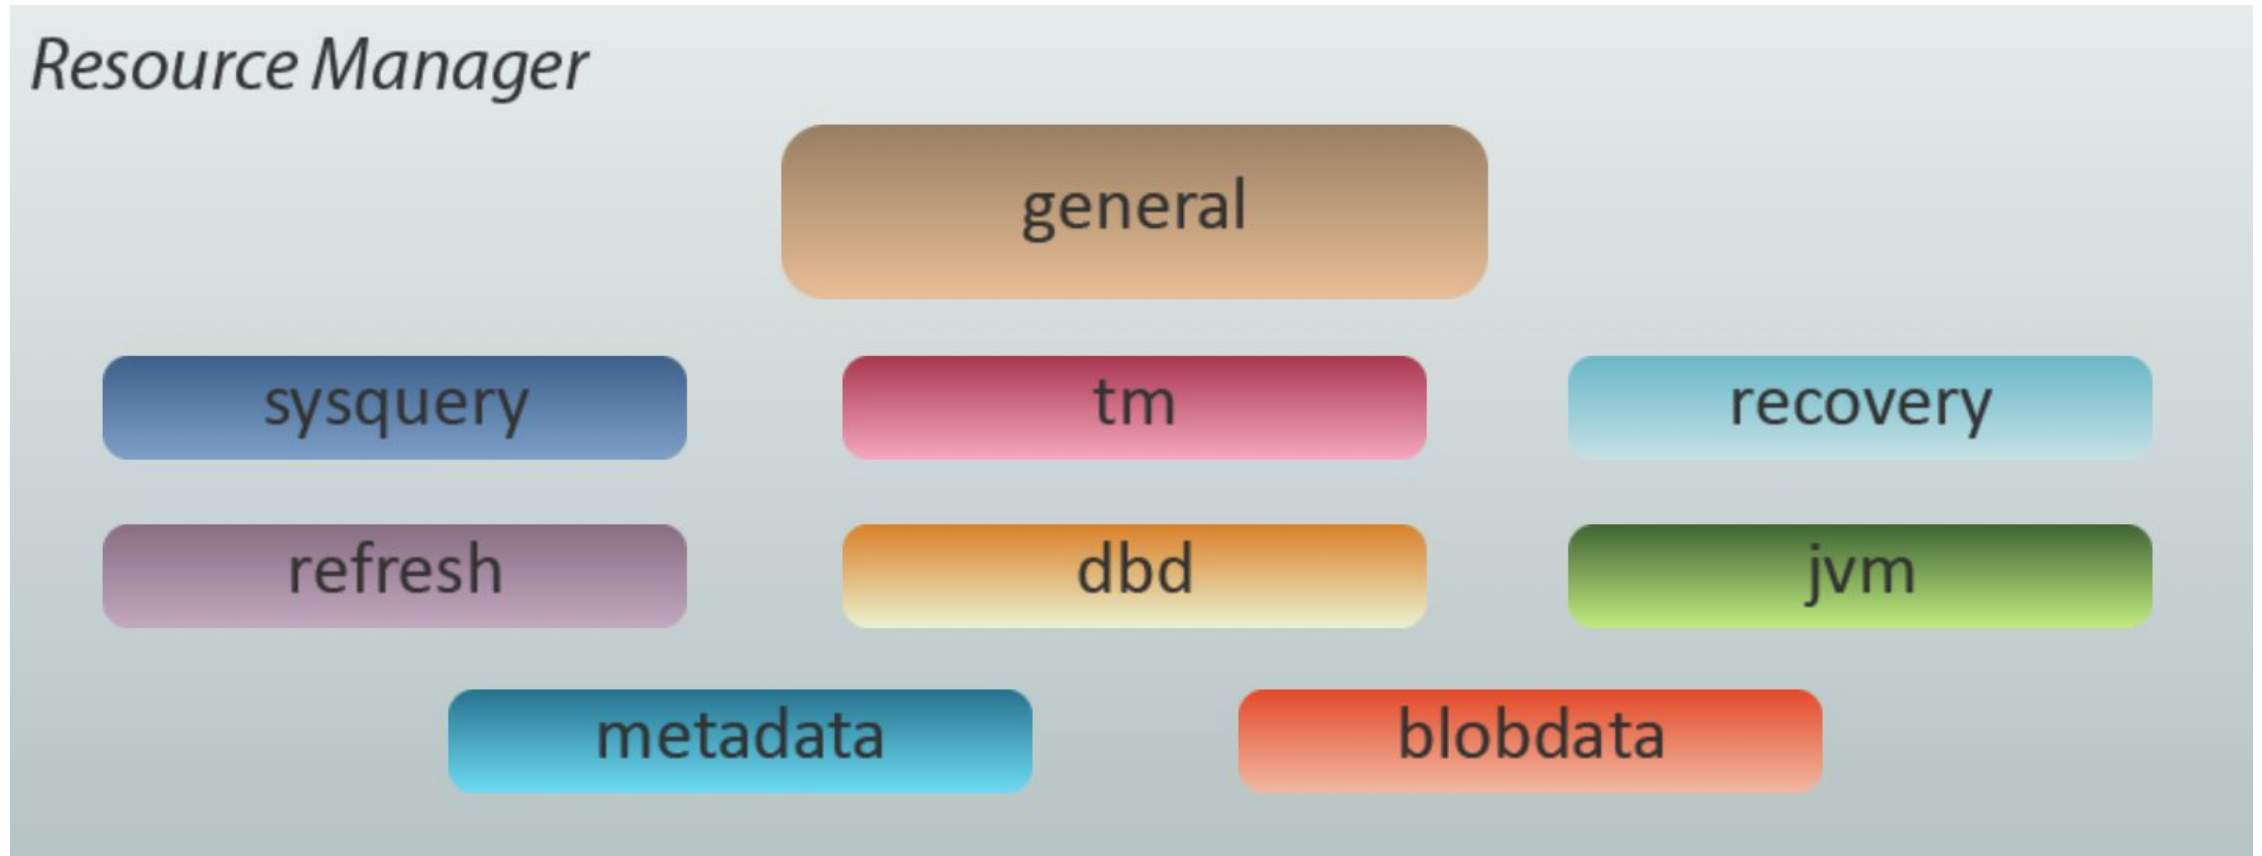 Resource Manager
general
sysquery
tm
recovery
refresh
dbd
jvm
metadata
blobdata